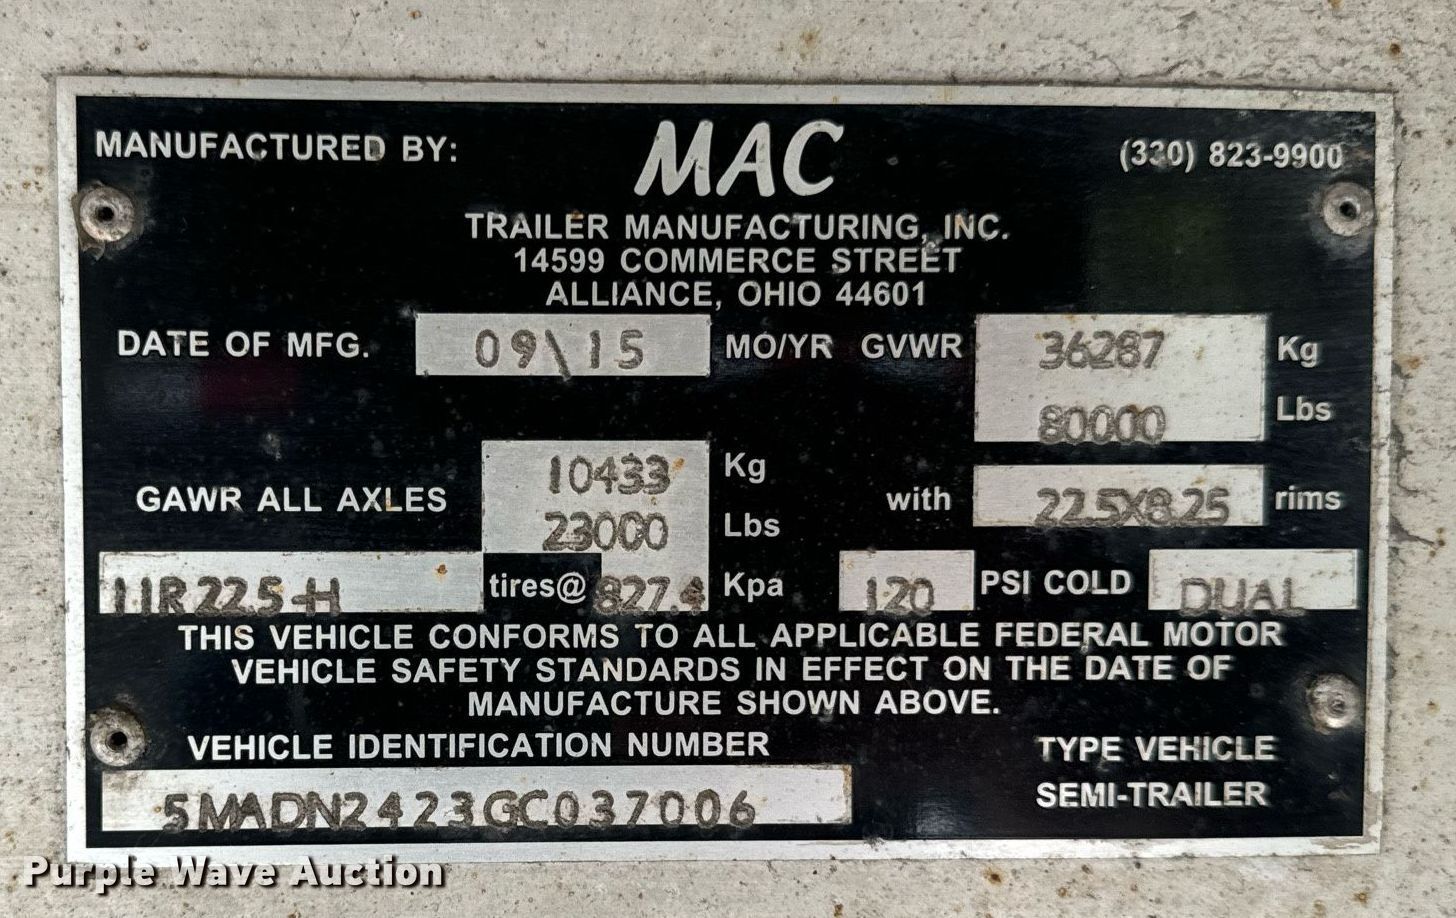 MANUFACTURED BY: MAC (330) 823-9900
TRAILER MANUFACTURING, INC.
14599 COMMERCE STREET
ALLIANCE, OHIO 44601
DATE OF MFG. 09\15 MO/YR GVWR 36287 Kg
80000 Lbs
GAWR ALL AXLES 10433 Kg
23000 Lbs
with 22.5X8.25 rims
11R22.5-H tires@ 827.4 Kpa 120 PSI COLD DUAL
THIS VEHICLE CONFORMS TO ALL APPLICABLE FEDERAL MOTOR
VEHICLE SAFETY STANDARDS IN EFFECT ON THE DATE OF
MANUFACTURE SHOWN ABOVE.
VEHICLE IDENTIFICATION NUMBER TYPE VEHICLE
5MADN2423GC037006 SEMI-TRAILER
Purple Wave Auction